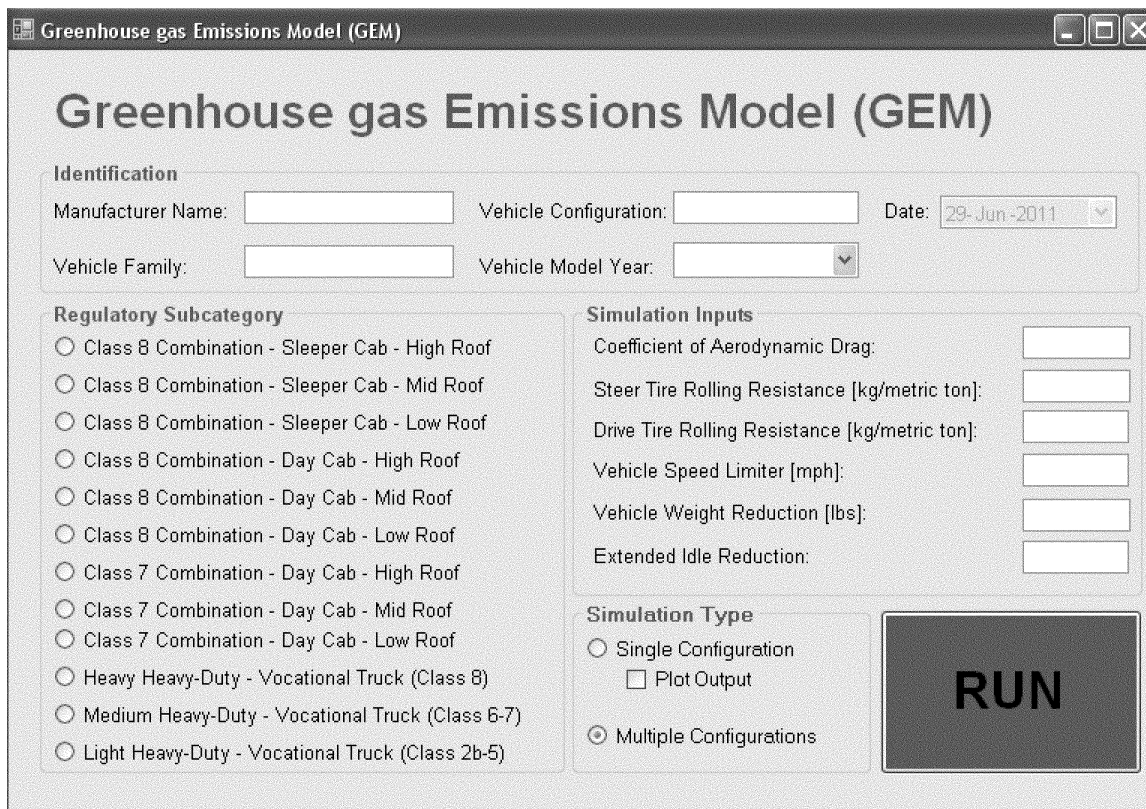 Greenhouse gas Emissions Model (GEM)
Greenhouse gas Emissions Model (GEM)
Identification
Manufacturer Name:
Vehicle Configuration:
Date: 29-Jun-2011
Vehicle Family:
Vehicle Model Year:
Regulatory Subcategory
Class 8 Combination - Sleeper Cab - High Roof
Class 8 Combination - Sleeper Cab - Mid Roof
Class 8 Combination - Sleeper Cab - Low Roof
Class 8 Combination - Day Cab - High Roof
Class 8 Combination - Day Cab - Mid Roof
Class 8 Combination - Day Cab - Low Roof
Class 7 Combination - Day Cab - High Roof
Class 7 Combination - Day Cab - Mid Roof
Class 7 Combination - Day Cab - Low Roof
Heavy Heavy-Duty - Vocational Truck (Class 8)
Medium Heavy-Duty - Vocational Truck (Class 6-7)
Light Heavy-Duty - Vocational Truck (Class 2b-5)
Simulation Inputs
Coefficient of Aerodynamic Drag:
Steer Tire Rolling Resistance [kg/metric ton]:
Drive Tire Rolling Resistance [kg/metric ton]:
Vehicle Speed Limiter [mph]:
Vehicle Weight Reduction [lbs]:
Extended Idle Reduction:
Simulation Type
Single Configuration
Plot Output
Multiple Configurations
RUN